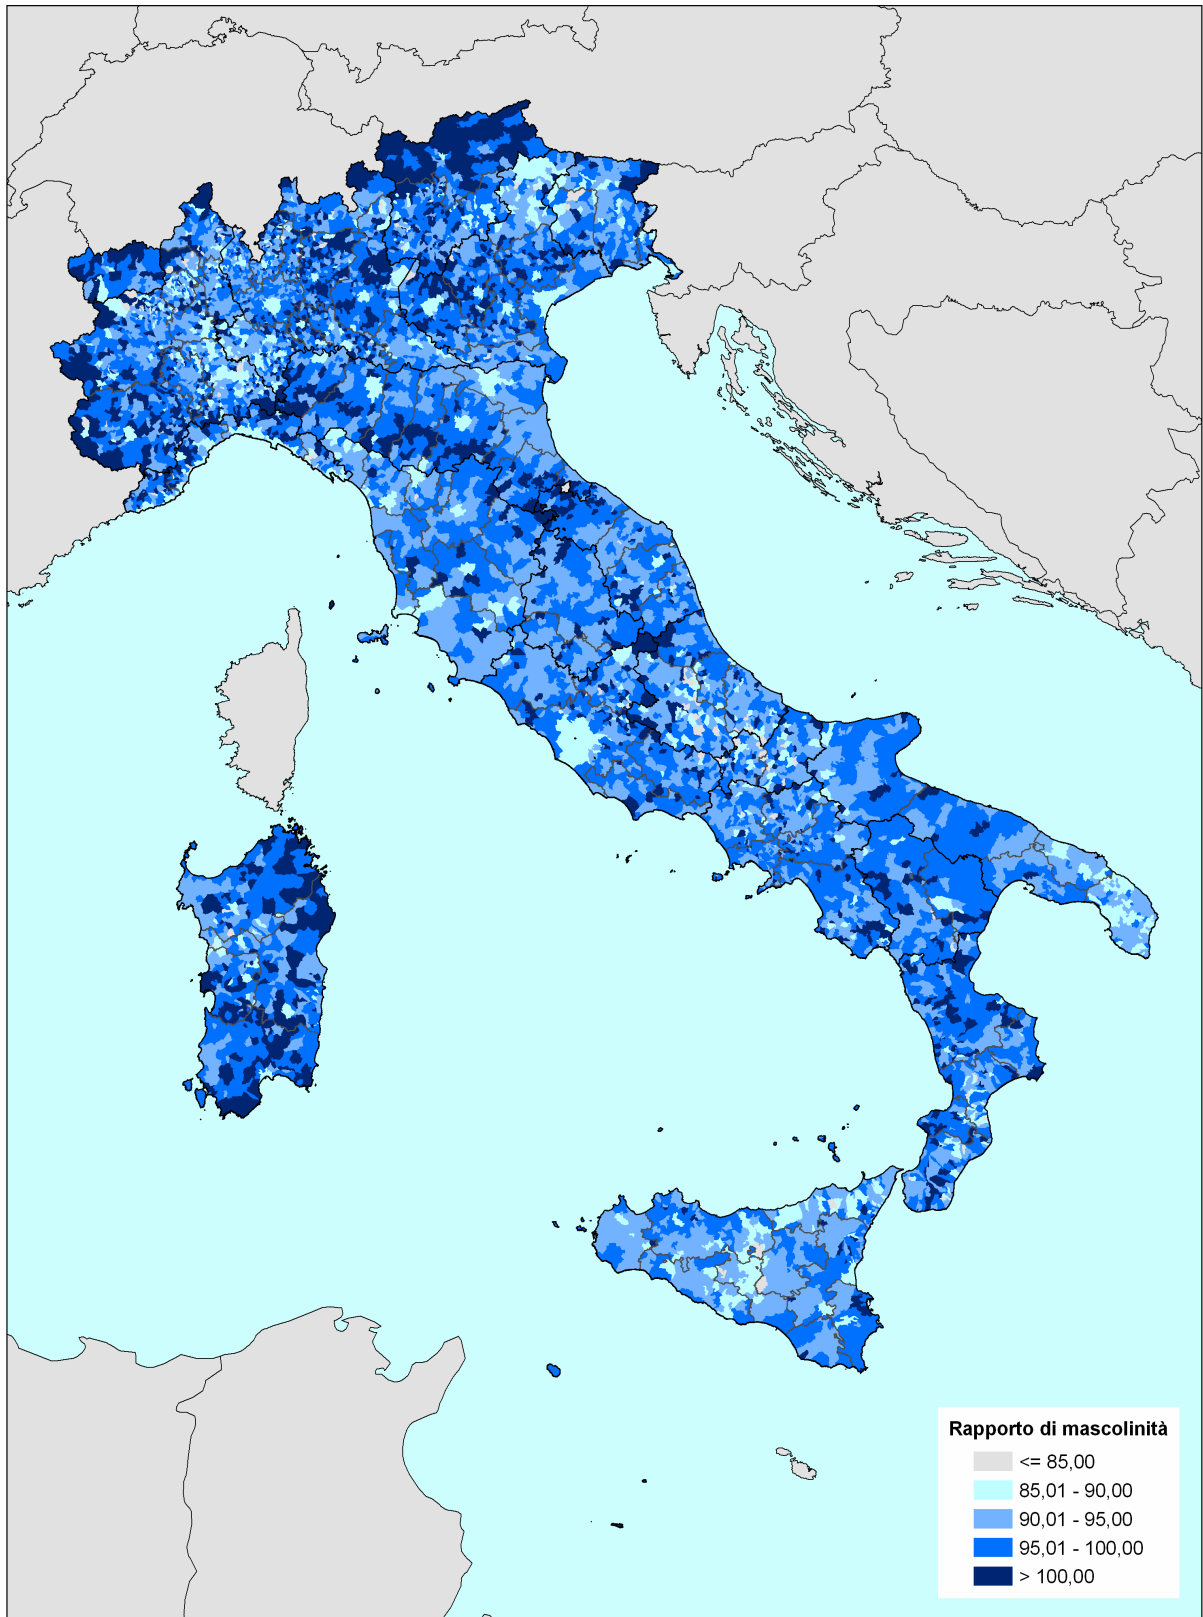 Rapporto di mascolinità
<= 85,00
85,01 - 90,00
90,01 - 95,00
95,01 - 100,00
> 100,00